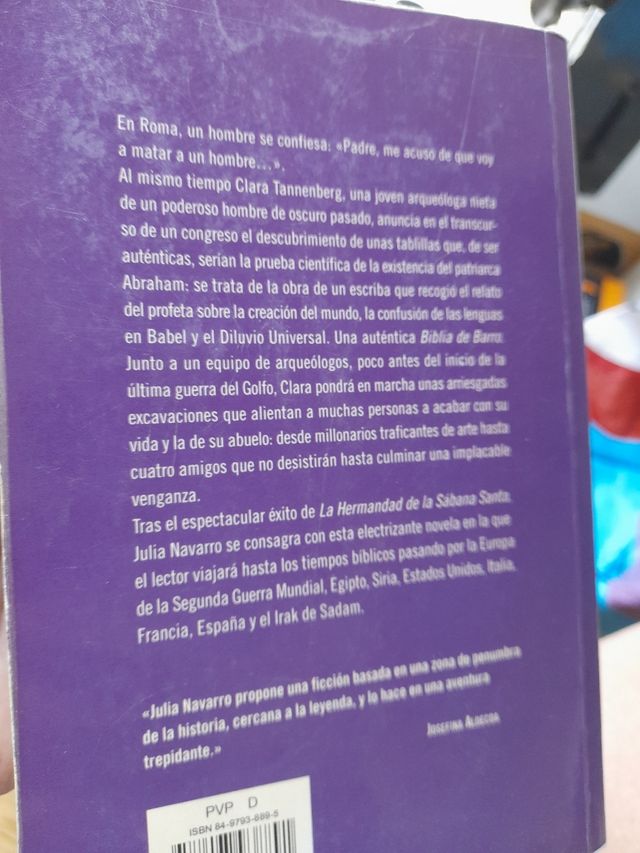 En Roma, un hombre se confiesa: «Padre, me acuso de que voy
a matar a un hombre...».
Al mismo tiempo Clara Tannenberg, una joven arqueóloga nieta
de un poderoso hombre de oscuro pasado, anuncia en el transcur-
so de un congreso el descubrimiento de unas tablillas que, de ser
auténticas, serían la prueba científica de la existencia del patriarca
Abraham: se trata de la obra de un escriba que recogió el relato
del profeta sobre la creación del mundo, la confusión de las lenguas
en Babel y el Diluvio Universal. Una auténtica Biblia de Barro.
Junto a un equipo de arqueólogos, poco antes del inicio de la
última guerra del Golfo, Clara pondrá en marcha unas arriesgadas
excavaciones que alientan a muchas personas a acabar con su
vida y la de su abuelo: desde millonarios traficantes de arte hasta
cuatro amigos que no desistirán hasta culminar una implacable
venganza.
Tras el espectacular éxito de La Hermandad de la Sábana Santa,
Julia Navarro se consagra con esta electrizante novela en la que
el lector viajará hasta los tiempos bíblicos pasando por la Europa
de la Segunda Guerra Mundial, Egipto, Siria, Estados Unidos, Italia,
Francia, España y el Irak de Sadam.
«Julia Navarro propone una ficción basada en una zona de penumbra
de la historia, cercana a la leyenda, y lo hace en una aventura
trepidante.»
JOSEFINA ALDECOA
PVP D
ISBN 84-9793-889-5